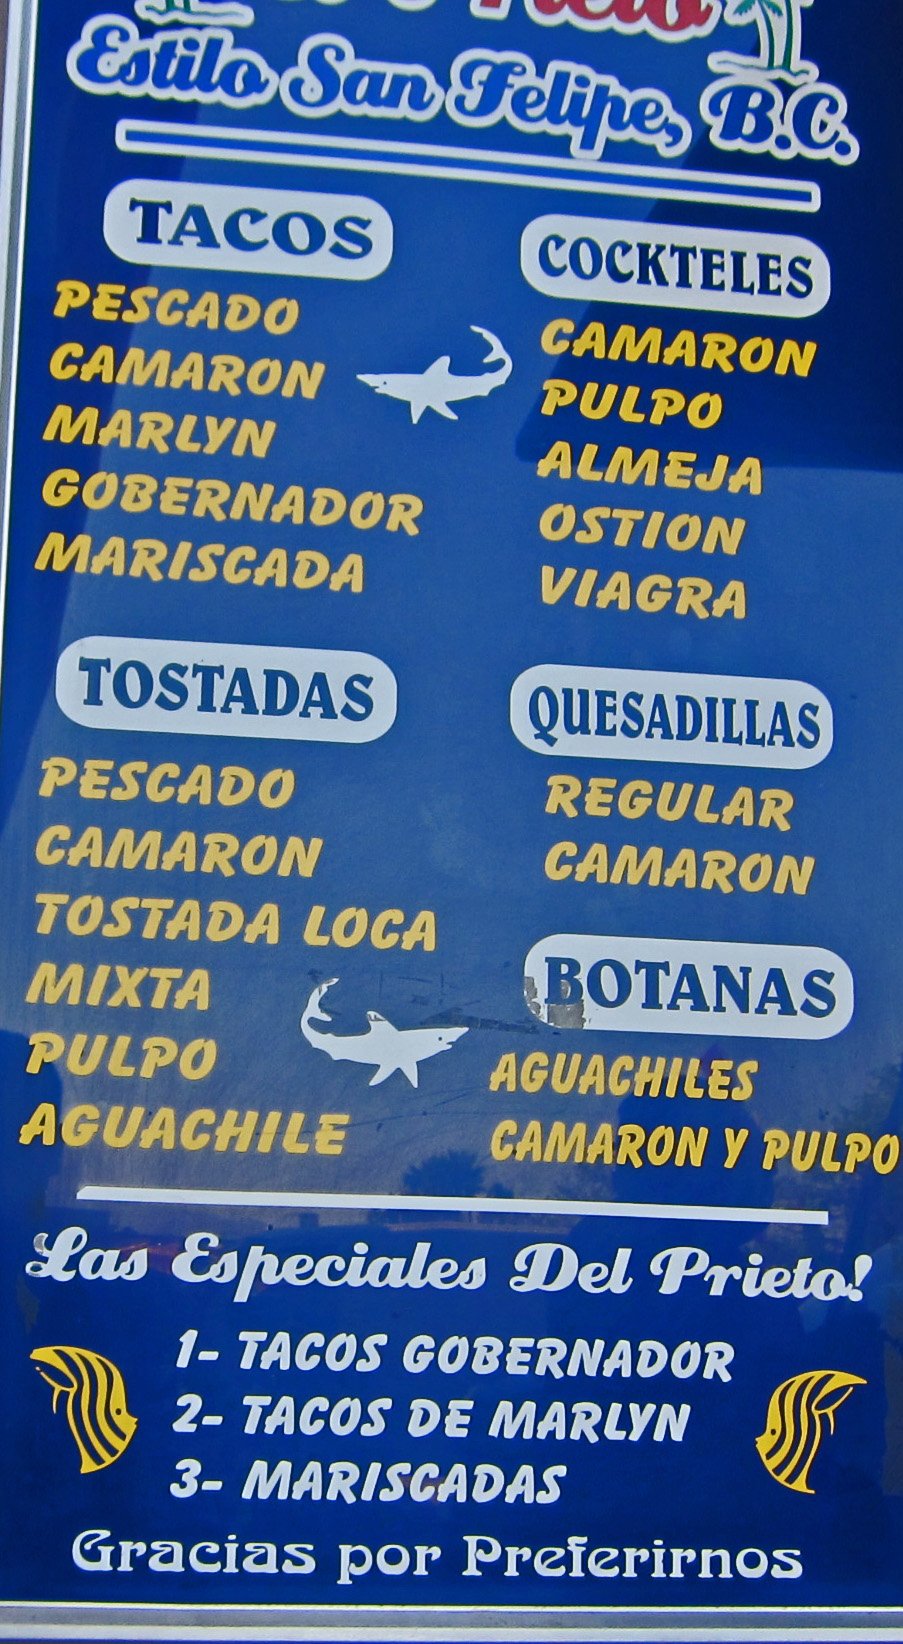 Prieto
Estilo San Felipe, B.C.
TACOS
PESCADO
CAMARON
MARLYN
GOBERNADOR
MARISCADA
COCKTELES
CAMARON
PULPO
ALMEJA
OSTION
VIAGRA
TOSTADAS
PESCADO
CAMARON
TOSTADA LOCA
MIXTA
PULPO
AGUACHILE
QUESADILLAS
REGULAR
CAMARON
BOTANAS
AGUACHILES
CAMARON Y PULPO
Las Especiales Del Prieto!
1- TACOS GOBERNADOR
2- TACOS DE MARLYN
3- MARISCADAS
Gracias por Preferirnos